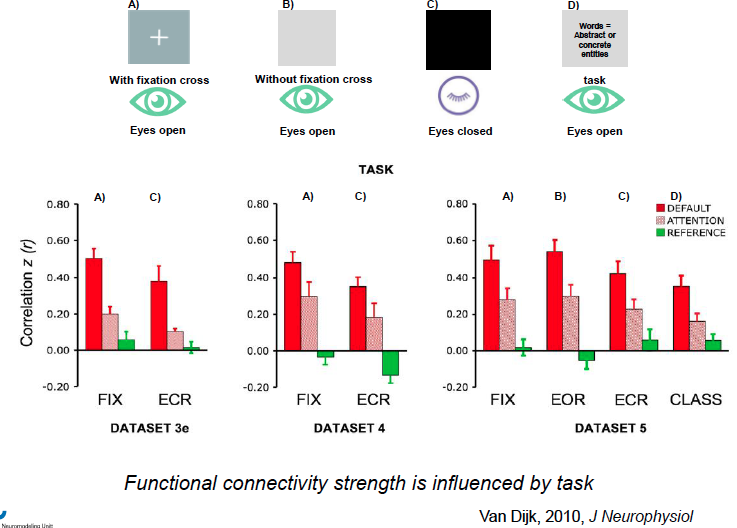 A)
B)
C)
D)
Words =
Abstract or
concrete
entities
With fixation cross
Without fixation cross
task
Eyes open
Eyes open
Eyes closed
Eyes open
TASK
Correlation z (r)
0.80
0.60
0.40
0.20
0.00
-0.20
A)
C)
FIX
ECR
DATASET 3e
0.80
0.60
0.40
0.20
0.00
-0.20
A)
C)
FIX
ECR
DATASET 4
0.80
0.60
0.40
0.20
0.00
-0.20
A)
B)
C)
D)
DEFAULT
ATTENTION
REFERENCE
FIX
EOR
ECR
CLASS
DATASET 5
Functional connectivity strength is influenced by task
Van Dijk, 2010, J Neurophysiol
Neuromodeling Unit